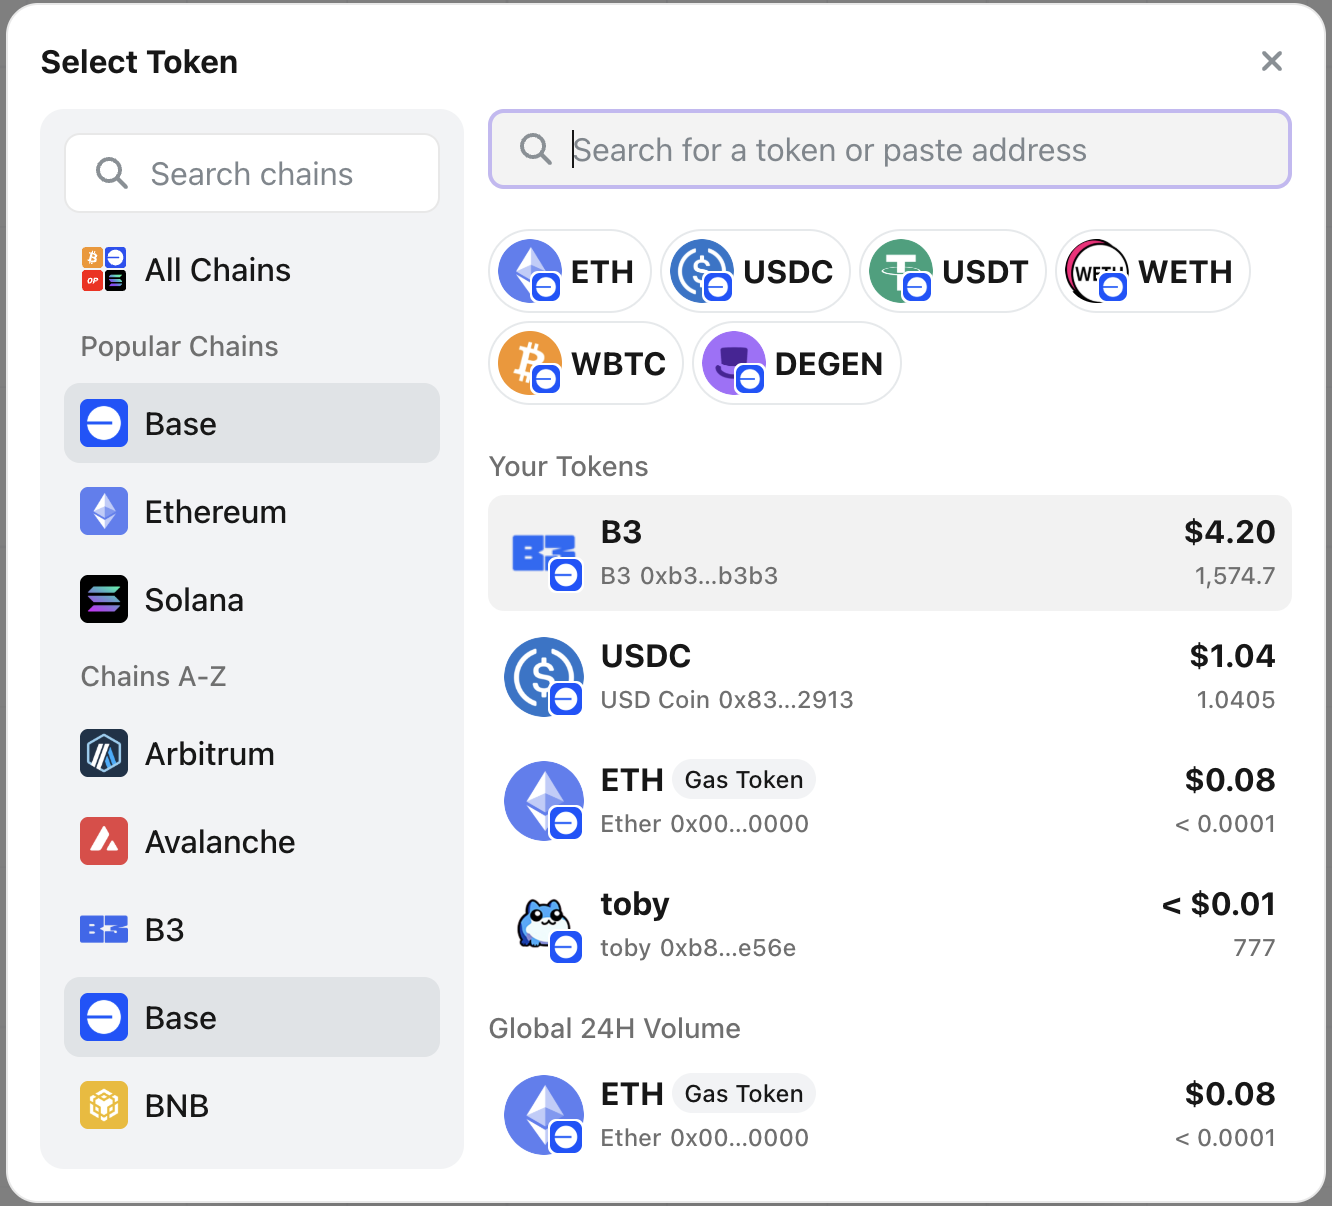 Select Token
Search chains
All Chains
Popular Chains
Base
Ethereum
Solana
Chains A-Z
Arbitrum
Avalanche
B3
Base
BNB
Search for a token or paste address
ETH
USDC
USDT
WETH
WBTC
DEGEN
Your Tokens
B3 $4.20
B3 0xb3...b3b3 1,574.7
USDC $1.04
USD Coin 0x83...2913 1.0405
ETH Gas Token $0.08
Ether 0x00...0000 < 0.0001
toby < $0.01
toby 0xb8...e56e 777
Global 24H Volume
ETH Gas Token $0.08
Ether 0x00...0000 < 0.0001